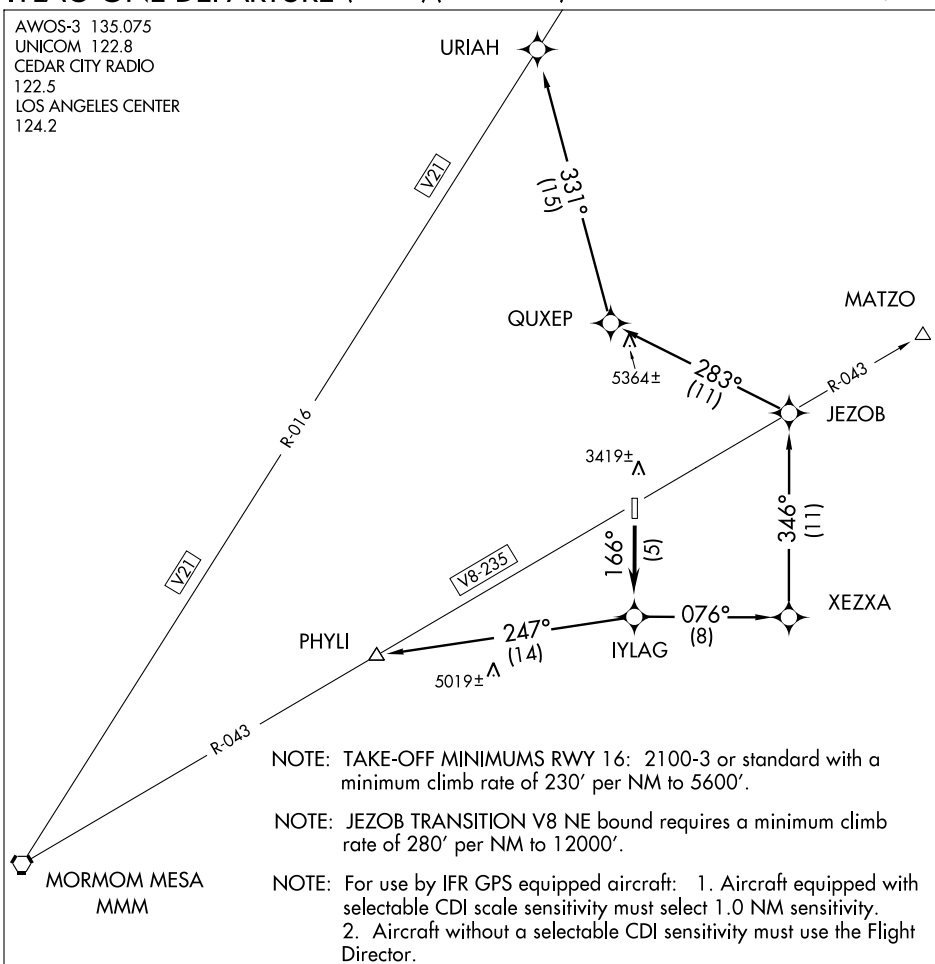 AWOS-3 135.075
UNICOM 122.8
CEDAR CITY RADIO
122.5
LOS ANGELES CENTER
124.2
URIAH
V21
331°
(15)
QUXEP
MATZO
5364±
283°
(11)
R-043
JEZOB
R-016
3419±
346°
(11)
166°
(5)
V21
V8-235
XEZXA
PHYLI
247°
(14)
076°
(8)
IYLAG
5019±
R-043
NOTE: TAKE-OFF MINIMUMS RWY 16: 2100-3 or standard with a
minimum climb rate of 230' per NM to 5600'.
NOTE: JEZOB TRANSITION V8 NE bound requires a minimum climb
rate of 280' per NM to 12000'.
MORMOM MESA
MMM
NOTE: For use by IFR GPS equipped aircraft: 1. Aircraft equipped with
selectable CDI scale sensitivity must select 1.0 NM sensitivity.
2. Aircraft without a selectable CDI sensitivity must use the Flight
Director.